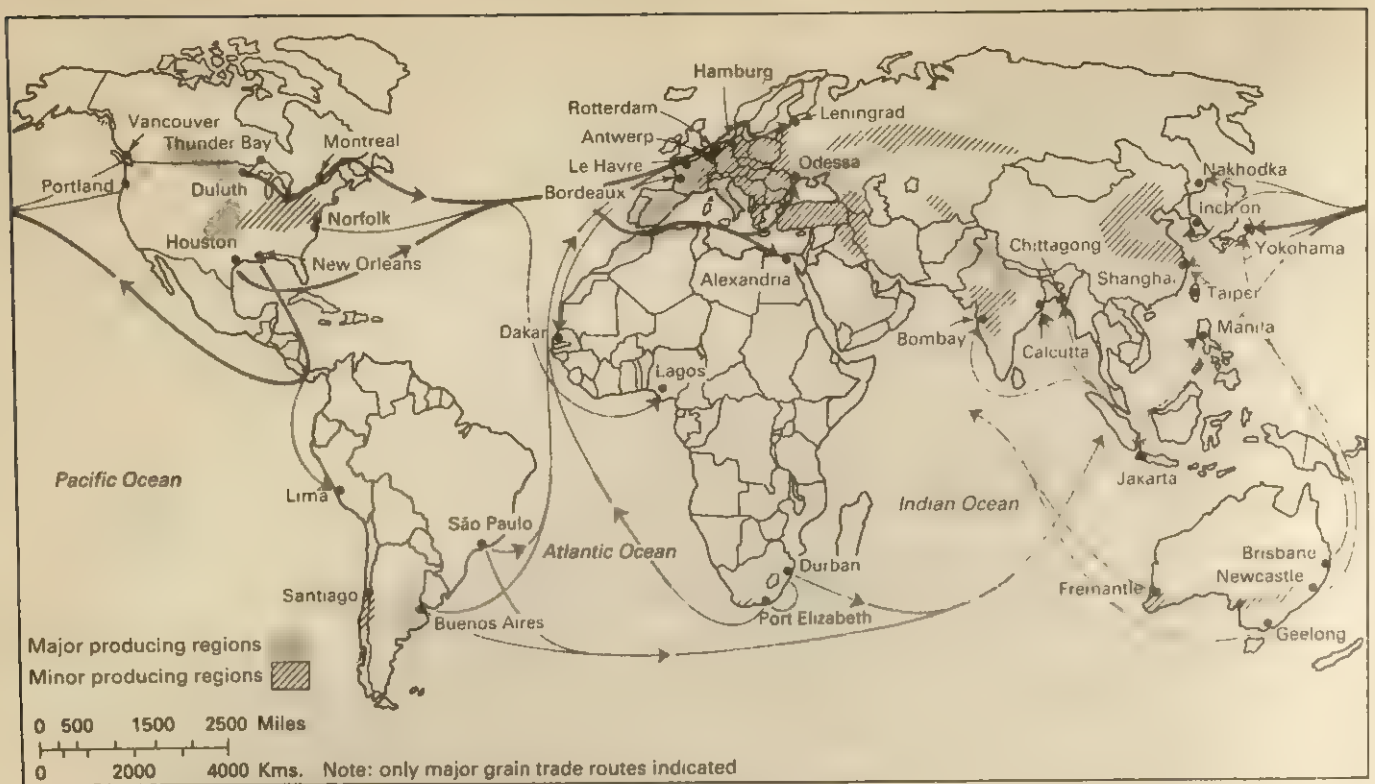 Hamburg
Rotterdam
Leningrad
Antwerp
Vancouver
Thunder Bay
Montreal
Le Havre
Odessa
Nakhodka
Portland
Duluth
Bordeaux
Inch'on
Norfolk
Houston
Chittagong
Yokohama
New Orleans
Alexandria
Shangha.
Taiper
Dakar
Manila
Bombay
Calcutta
Lagos
Pacific Ocean
Jakarta
Lima
Indian Ocean
São Paulo
Atlantic Ocean
Brisbane
Durban
Newcastle
Santiago
Fremantle
Port Elizabeth
Buenos Aires
Geelong
Major producing regions
Minor producing regions
0 500 1500 2500 Miles
0 2000 4000 Kms. Note: only major grain trade routes indicated